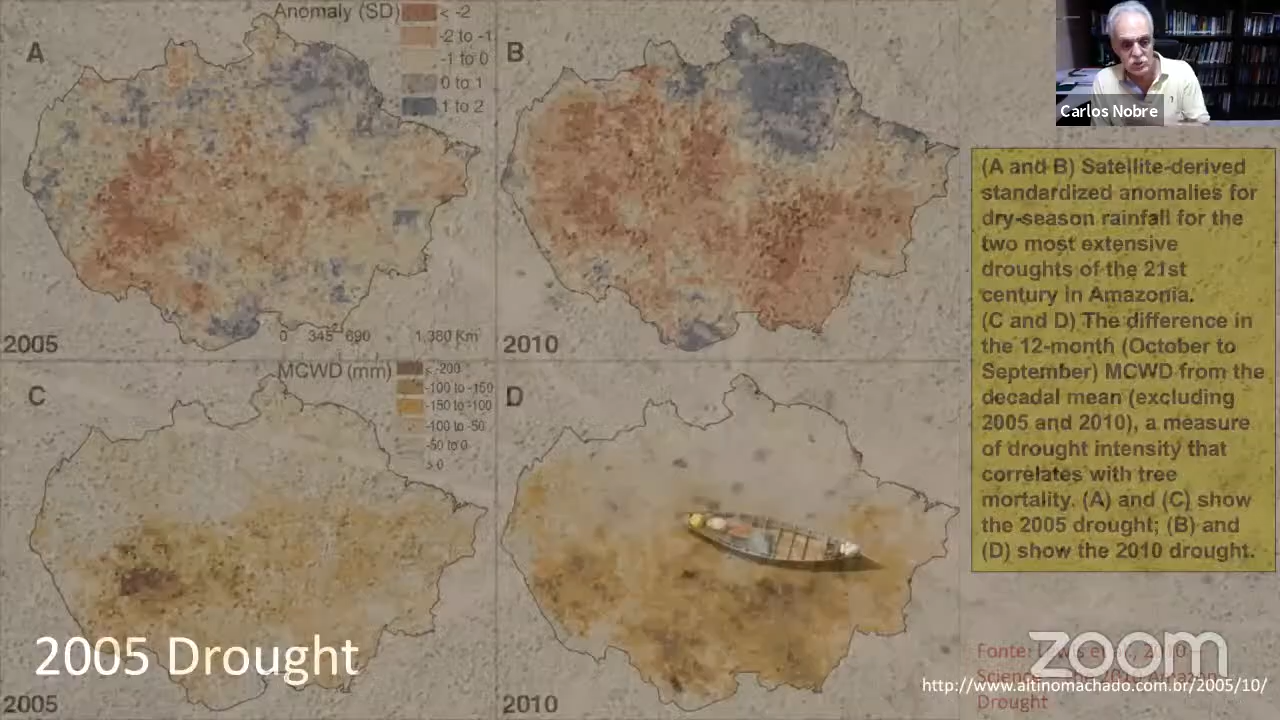 Anomaly (SD)
< -2
-2 to -1
-1 to 0
0 to 1
1 to 2
A
B
2005
0 345 690 1.380 Km
2010
MCWD (mm)
-100 to -150
-150 to -100
-100 to -50
-50 to 0
C
D
2005 Drought
2005
2010
Carlos Nobre
(A and B) Satellite-derived
standardized anomalies for
dry-season rainfall for the
two most extensive
droughts of the 21st
century in Amazonia.
(C and D) The difference in
the 12-month (October to
September) MCWD from the
decadal mean (excluding
2005 and 2010), a measure
of drought intensity that
correlates with tree
mortality. (A) and (C) show
the 2005 drought; (B) and
(D) show the 2010 drought.
Fonte:
zoom
Science
http://www.altinomachado.com.br/2005/10/
Drought